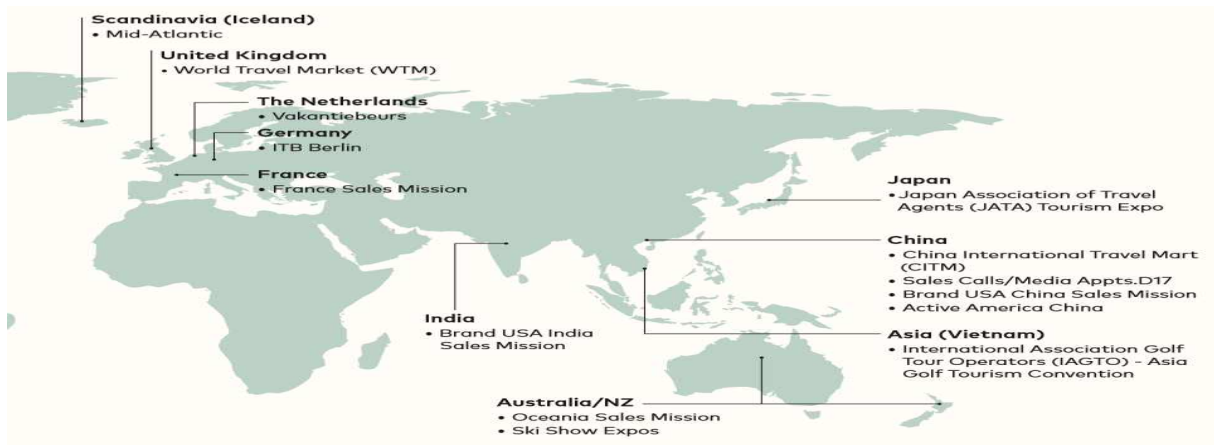 Scandinavia (Iceland)
• Mid-Atlantic
United Kingdom
• World Travel Market (WTM)
The Netherlands
• Vakantiebeurs
Germany
• ITB Berlin
France
• France Sales Mission
Japan
• Japan Association of Travel
Agents (JATA) Tourism Expo
China
• China International Travel Mart
(CITM)
• Sales Calls/Media Appts.D17
• Brand USA China Sales Mission
• Active America China
India
• Brand USA India
Sales Mission
Asia (Vietnam)
• International Association Golf
Tour Operators (IAGTO) - Asia
Golf Tourism Convention
Australia/NZ
• Oceania Sales Mission
• Ski Show Expos